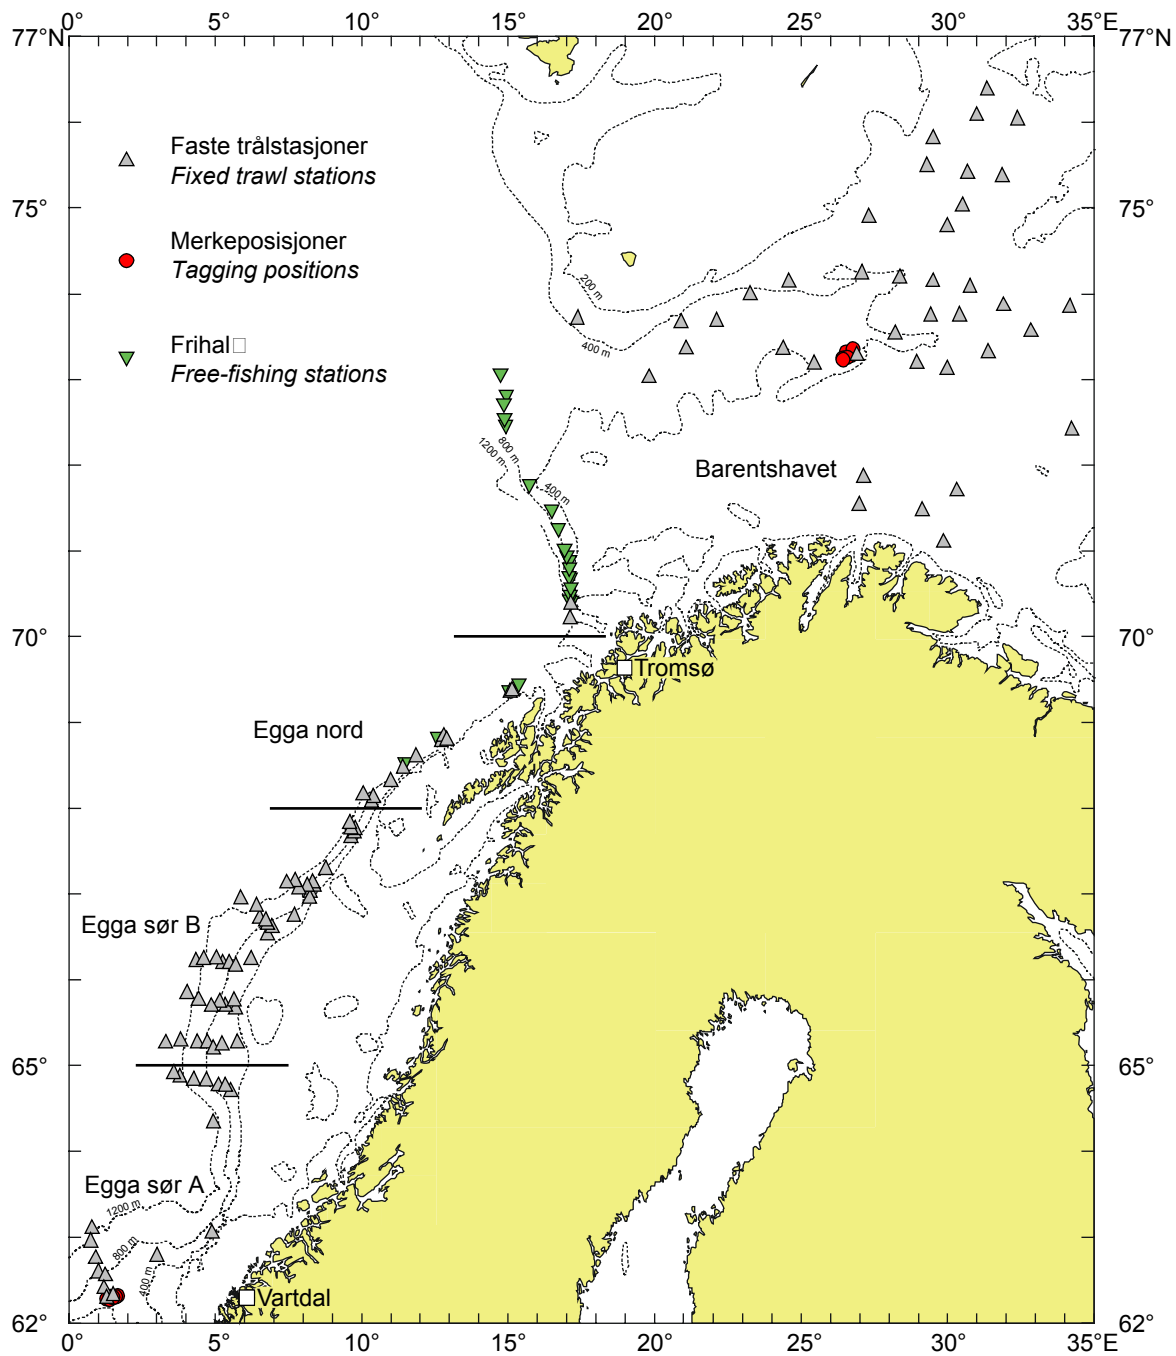 0° 5° 10° 15° 20° 25° 30° 35°E
77°N 77°N
Faste trålstasjoner
Fixed trawl stations
75° 75°
Merkeposisjoner
Tagging positions
200 m
Frihal□
Free-fishing stations
400 m
800 m
1200 m
Barentshavet
400 m
70° 70°
Tromsø
Egga nord
Egga sør B
65° 65°
Egga sør A
1200 m
800 m
400 m
Vartdal
62° 62°
0° 5° 10° 15° 20° 25° 30° 35°E